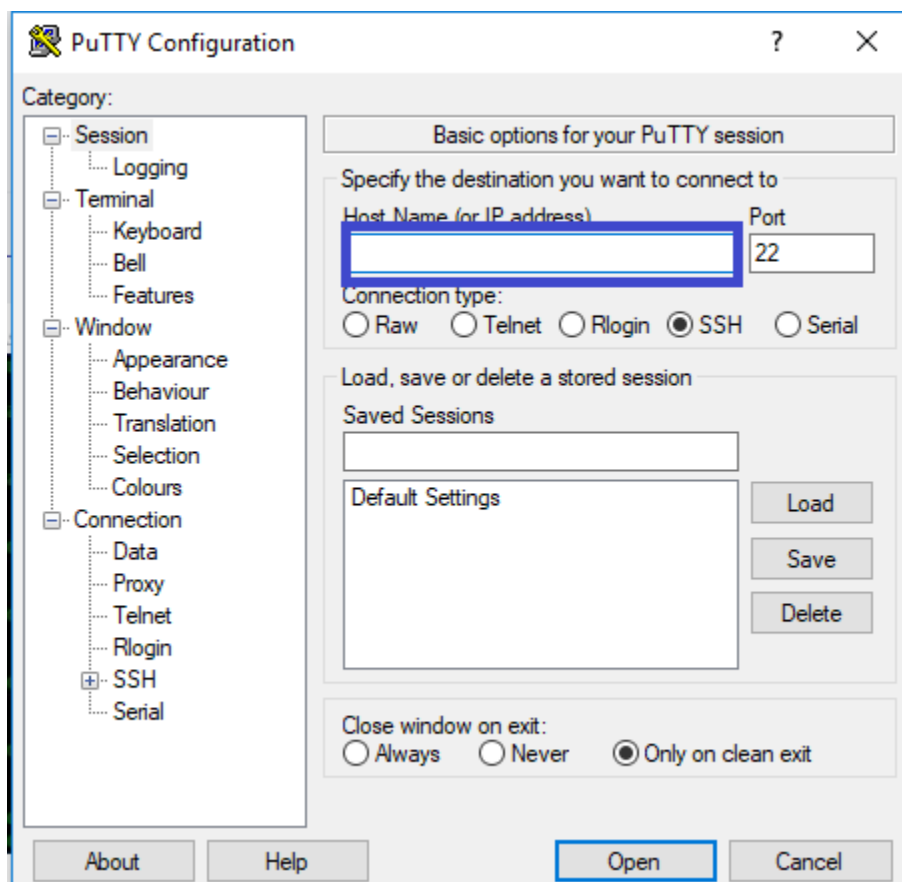 PuTTY Configuration
?
Category:
Session
Logging
Terminal
Keyboard
Bell
Features
Window
Appearance
Behaviour
Translation
Selection
Colours
Connection
Data
Proxy
Telnet
Rlogin
SSH
Serial
Basic options for your PuTTY session
Specify the destination you want to connect to
Host Name (or IP address) Port
22
Connection type:
Raw Telnet Rlogin SSH Serial
Load, save or delete a stored session
Saved Sessions
Default Settings
Load
Save
Delete
Close window on exit:
Always Never Only on clean exit
About Help Open Cancel